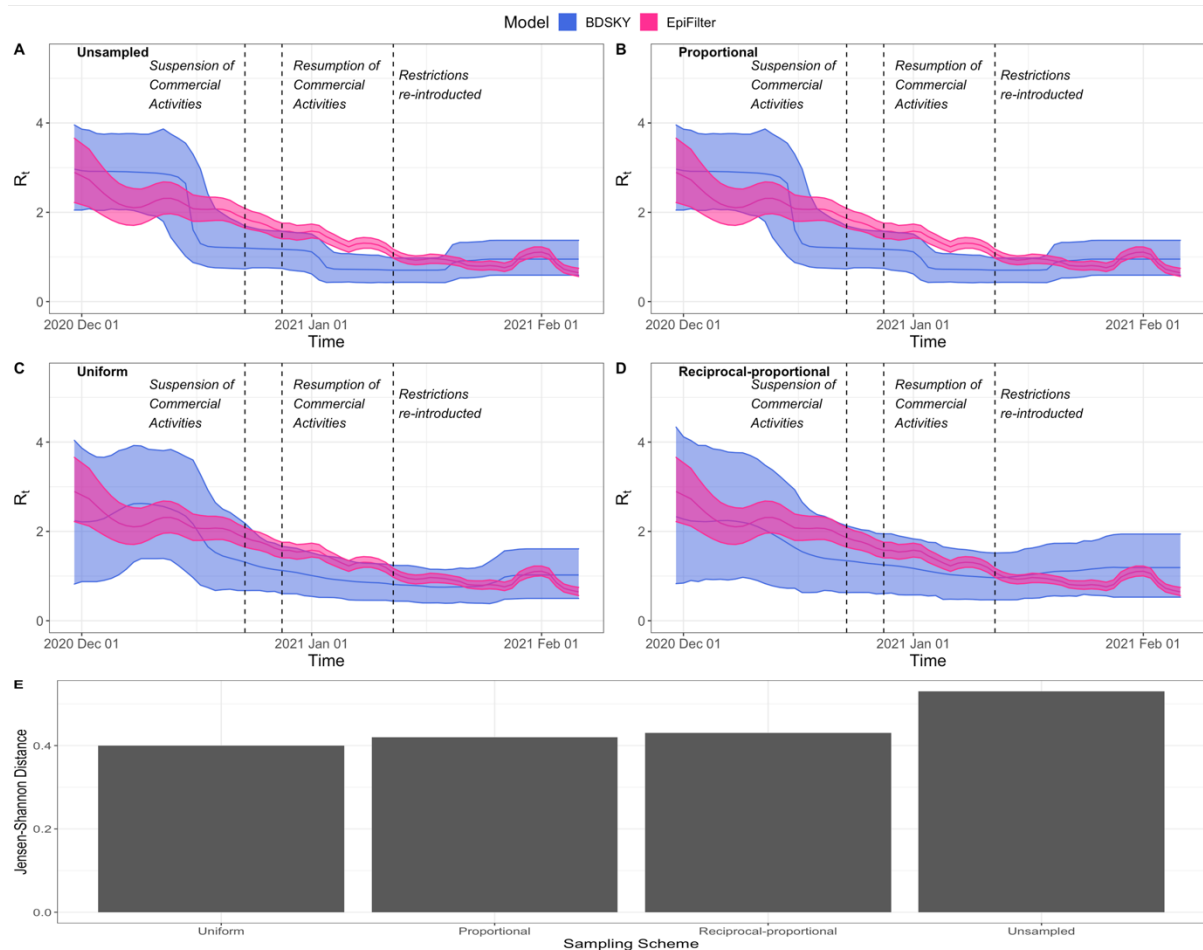 Model BDSKY EpiFilter
A Unsampled
Suspension of
Commercial
Activities
Resumption of
Commercial
Activities
Restrictions
re-introducted
4
2
0
Rt
2020 Dec 01 2021 Jan 01 2021 Feb 01
Time
B Proportional
Suspension of
Commercial
Activities
Resumption of
Commercial
Activities
Restrictions
re-introducted
4
2
0
Rt
2020 Dec 01 2021 Jan 01 2021 Feb 01
Time
C Uniform
Suspension of
Commercial
Activities
Resumption of
Commercial
Activities
Restrictions
re-introducted
4
2
0
Rt
2020 Dec 01 2021 Jan 01 2021 Feb 01
Time
D Reciprocal-proportional
Suspension of
Commercial
Activities
Resumption of
Commercial
Activities
Restrictions
re-introducted
4
2
0
Rt
2020 Dec 01 2021 Jan 01 2021 Feb 01
Time
E
Jensen-Shannon Distance
0.4
0.2
0.0
Uniform Proportional Reciprocal-proportional Unsampled
Sampling Scheme